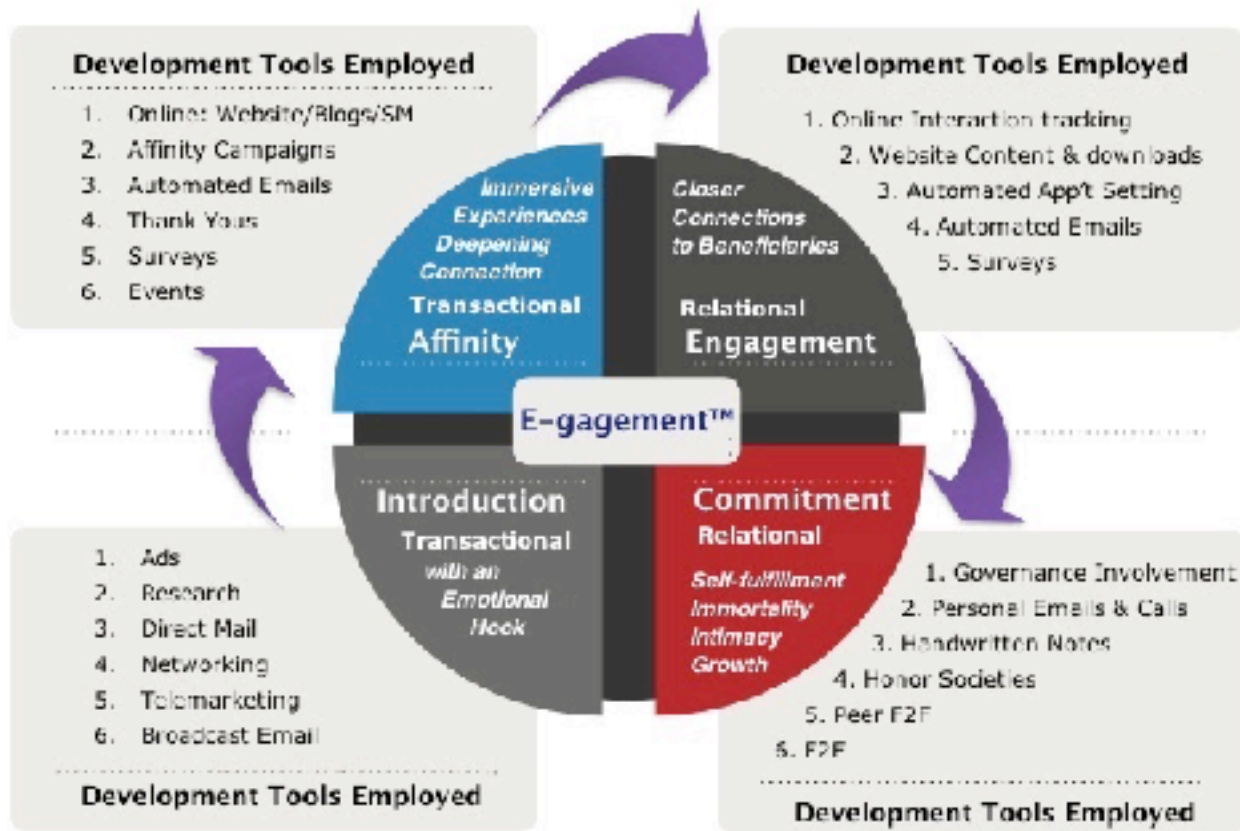 Development Tools Employed
1. Online: Website/Blogs/SM
2. Affinity Campaigns
3. Automated Emails
4. Thank Yous
5. Surveys
6. Events
Development Tools Employed
1. Online Interaction tracking
2. Website Content & downloads
3. Automated App't Setting
4. Automated Emails
5. Surveys
Immersive
Experiences
Deepening
Connection
Transactional
Affinity
Closer
Connections
to Beneficiaries
Relational
Engagement
E-gagement™
Introduction
Transactional
with an
Emotional
Hook
Commitment
Relational
Self-fulfillment
Immortality
Intimacy
Growth
1. Ads
2. Research
3. Direct Mail
4. Networking
5. Telemarketing
6. Broadcast Email
Development Tools Employed
1. Governance Involvement
2. Personal Emails & Calls
3. Handwritten Notes
4. Honor Societies
5. Peer F2F
6. F2F
Development Tools Employed